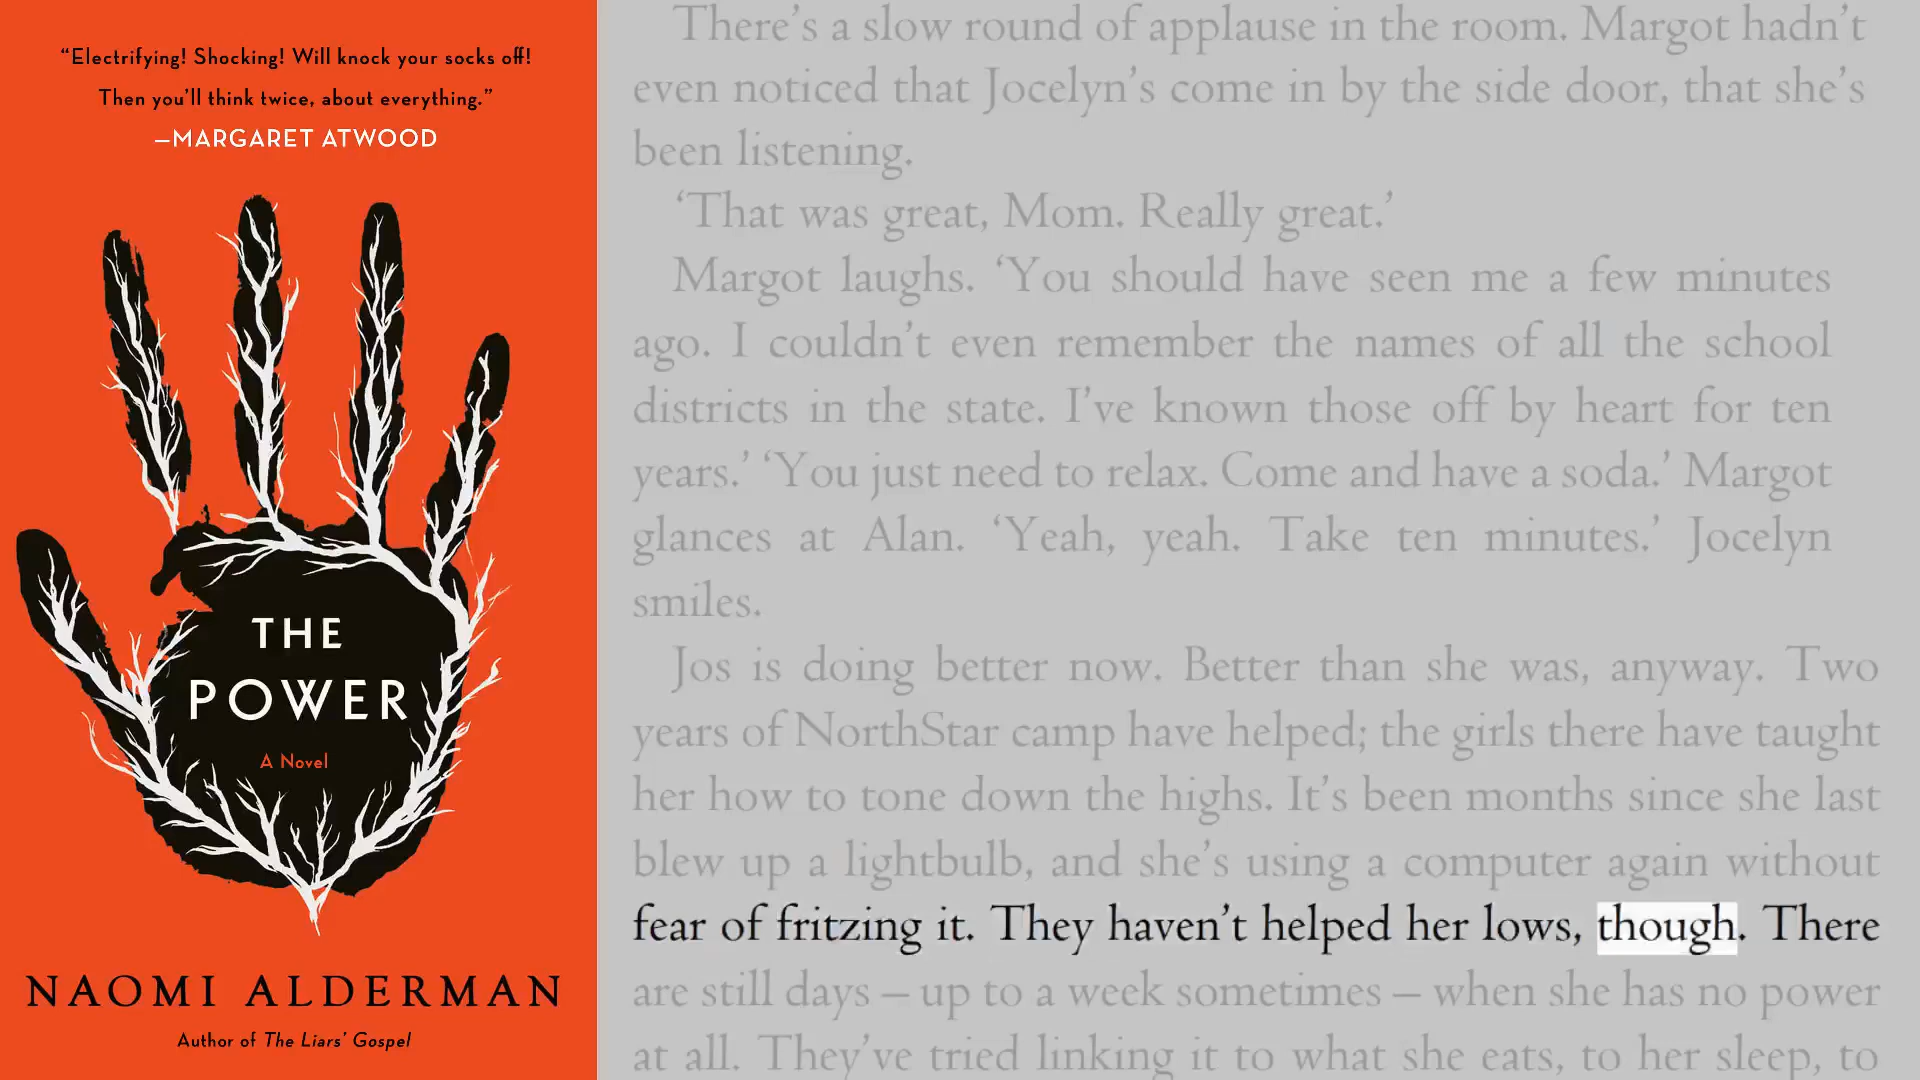 “Electrifying! Shocking! Will knock your socks off!
Then you’ll think twice, about everything.”
—MARGARET ATWOOD
THE
POWER
A Novel
NAOMI ALDERMAN
Author of The Liars’ Gospel
There’s a slow round of applause in the room. Margot hadn’t
even noticed that Jocelyn’s come in by the side door, that she’s
been listening.
‘That was great, Mom. Really great.’
Margot laughs. ‘You should have seen me a few minutes
ago. I couldn’t even remember the names of all the school
districts in the state. I’ve known those off by heart for ten
years.’ ‘You just need to relax. Come and have a soda.’ Margot
glances at Alan. ‘Yeah, yeah. Take ten minutes.’ Jocelyn
smiles.
Jos is doing better now. Better than she was, anyway. Two
years of NorthStar camp have helped; the girls there have taught
her how to tone down the highs. It’s been months since she last
blew up a lightbulb, and she’s using a computer again without
fear of fritzing it. They haven’t helped her lows, though. There
are still days – up to a week sometimes – when she has no power
at all. They’ve tried linking it to what she eats, to her sleep, to